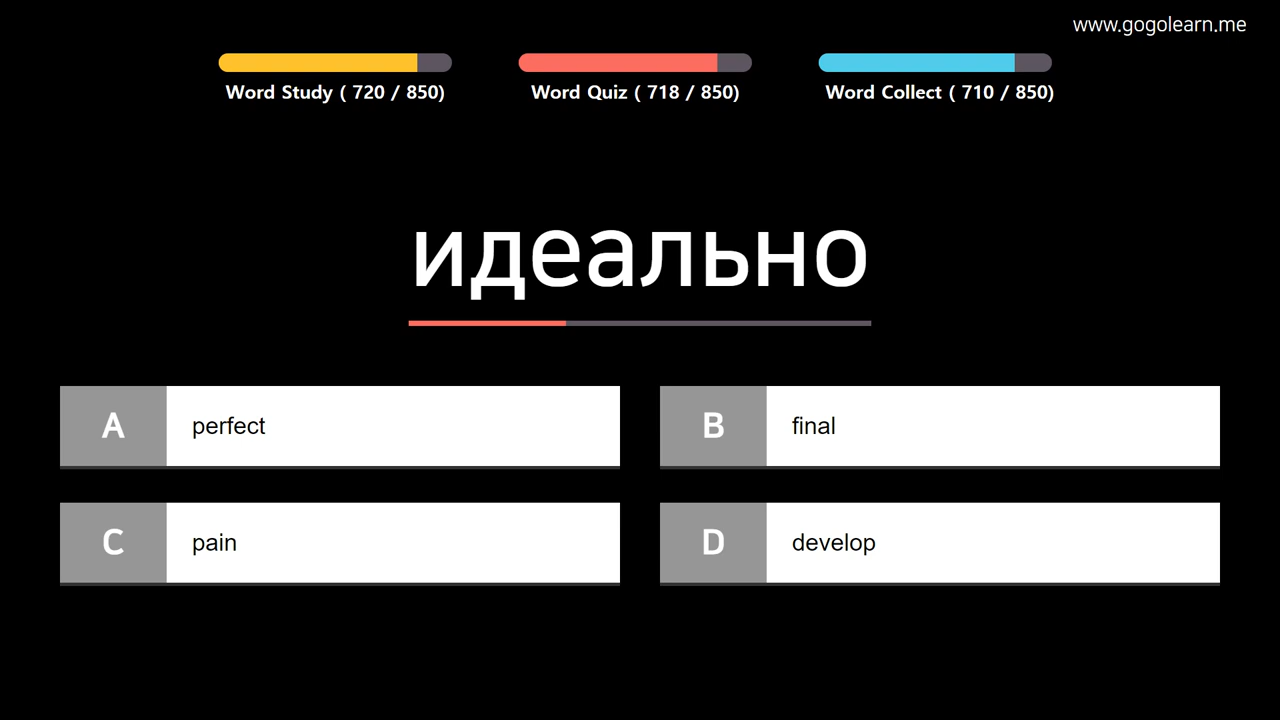 www.gogolearn.me
Word Study ( 720 / 850)
Word Quiz ( 718 / 850)
Word Collect ( 710 / 850)
идеально
A perfect
B final
C pain
D develop